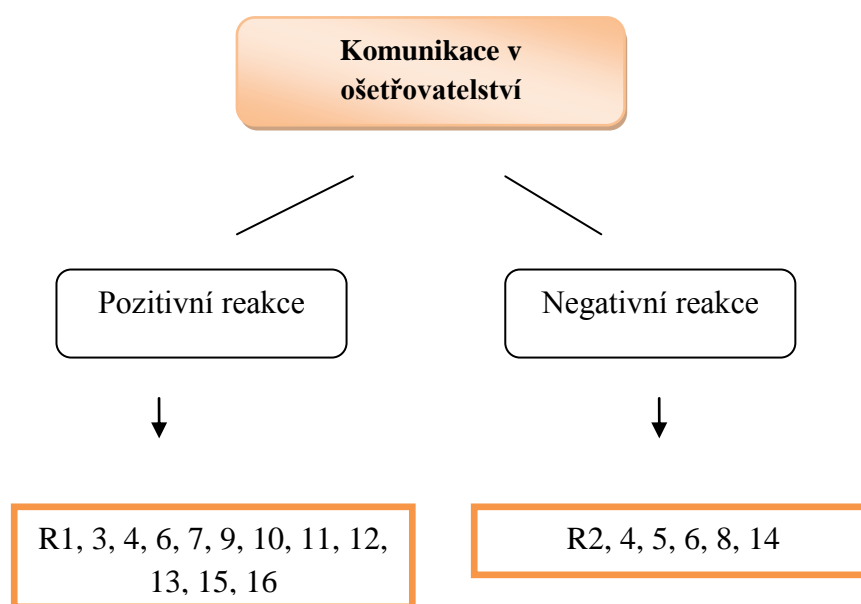 Komunikace v
ošetřovatelství
Pozitivní reakce
Negativní reakce
R1, 3, 4, 6, 7, 9, 10, 11, 12,
13, 15, 16
R2, 4, 5, 6, 8, 14